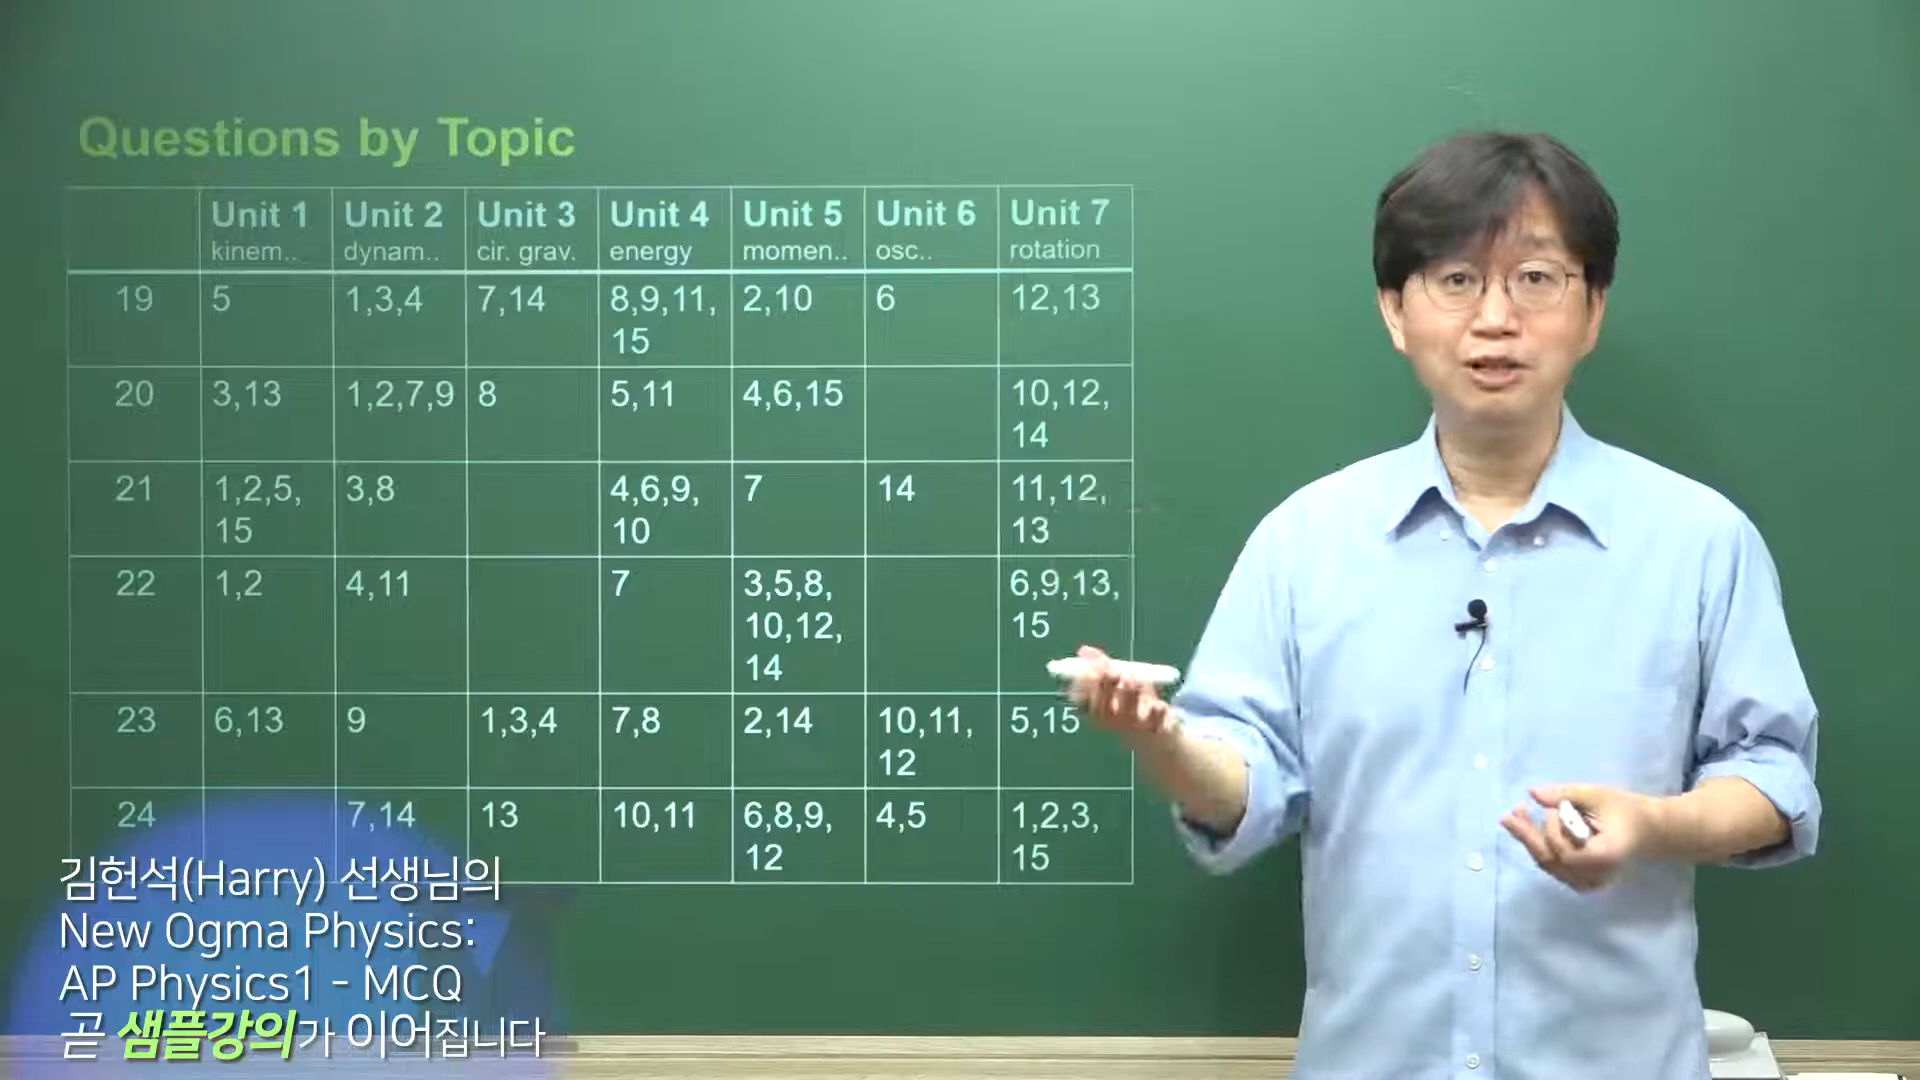 Questions by Topic
Unit 1 Unit 2 Unit 3 Unit 4 Unit 5 Unit 6 Unit 7
kinem.. dynam.. cir. grav. energy momen.. osc.. rotation
19 5 1,3,4 7,14 8,9,11, 2,10 6 12,13
15
20 3,13 1,2,7,9 8 5,11 4,6,15 10,12,
14
21 1,2,5, 3,8 4,6,9, 7 14 11,12,
15 10 13
22 1,2 4,11 7 3,5,8, 6,9,13,
10,12, 15
14
23 6,13 9 1,3,4 7,8 2,14 10,11, 5,15
12
24 7,14 13 10,11 6,8,9, 4,5 1,2,3,
12 15
김헌석(Harry) 선생님의
New Ogma Physics:
AP Physics1 - MCQ
곧 샘플강의가 이어집니다